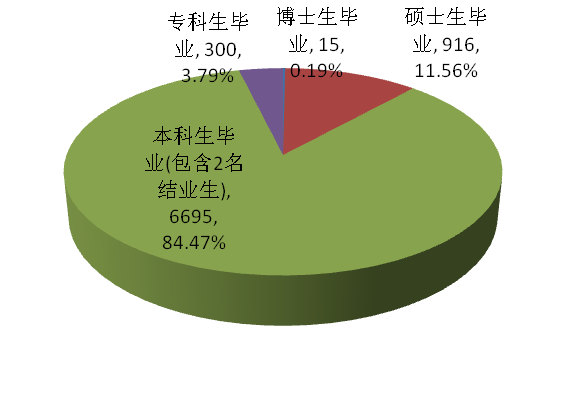 专科生毕
业, 300,
3.79%
博士生毕
业, 15,
0.19%
硕士生毕
业, 916,
11.56%
本科生毕
业(包含2名
结业生),
6695,
84.47%